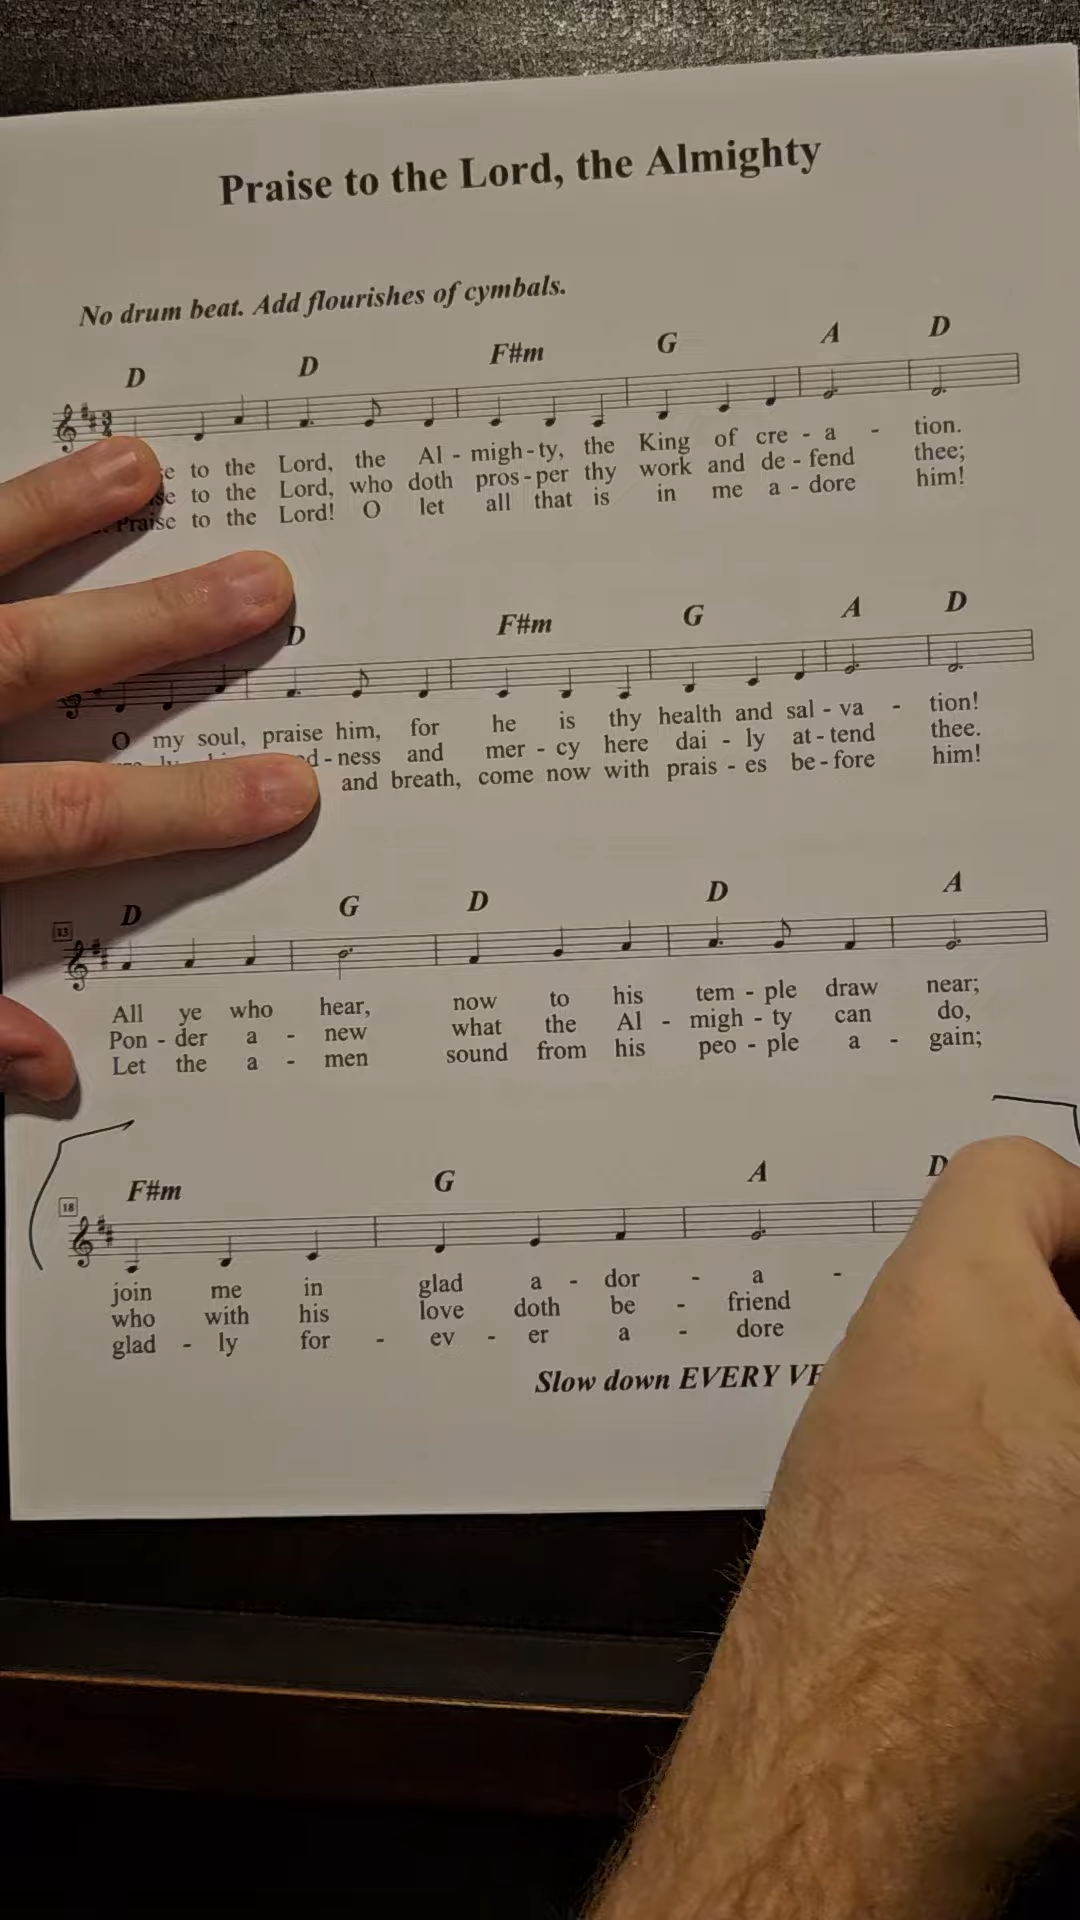 Praise to the Lord, the Almighty
No drum beat. Add flourishes of cymbals.
D D F#m G A D
to the Lord, the Al - migh - ty, the King of cre - a - tion.
to the Lord, who doth pros - per thy work and de - fend thee;
Praise to the Lord! O let all that is in me a - dore him!
D F#m G A D
O my soul, praise him, for he is thy health and sal - va - tion!
d - ness and mer - cy here dai - ly at - tend thee.
and breath, come now with prais - es be - fore him!
13
D G D D A
All ye who hear, now to his tem - ple draw near;
Pon - der a - new what the Al - migh - ty can do,
Let the a - men sound from his peo - ple a - gain;
18
F#m G A D
join me in glad a - dor - a -
who with his love doth be - friend
glad - ly for - ev - er a - dore
Slow down EVERY